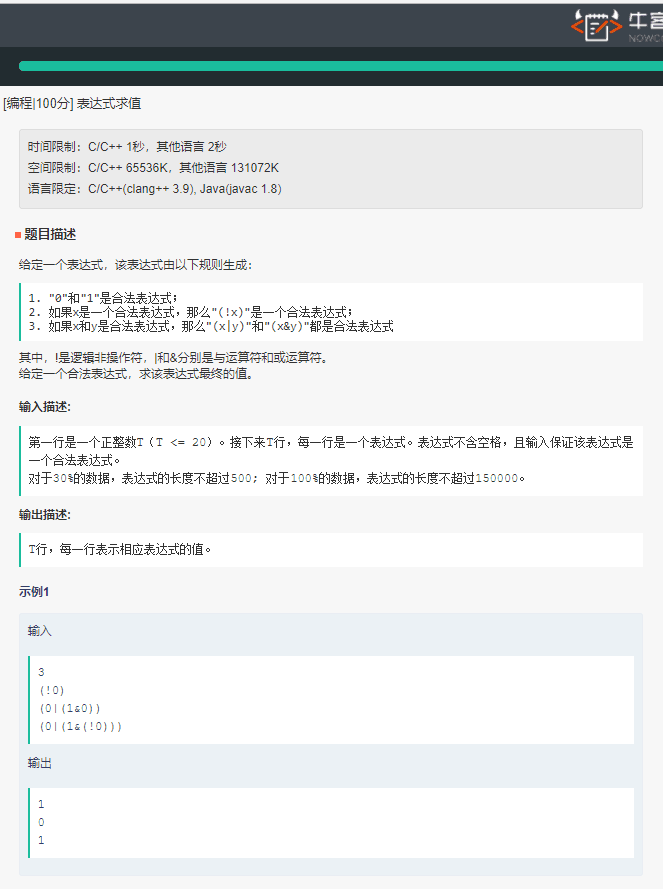 牛客
NOWCO
[编程|100分] 表达式求值
时间限制：C/C++ 1秒，其他语言 2秒
空间限制：C/C++ 65536K，其他语言 131072K
语言限定：C/C++(clang++ 3.9), Java(javac 1.8)
题目描述
给定一个表达式，该表达式由以下规则生成：
1. "0"和"1"是合法表达式；
2. 如果x是一个合法表达式，那么"(!x)"是一个合法表达式；
3. 如果x和y是合法表达式，那么"(x|y)"和"(x&y)"都是合法表达式
其中，!是逻辑非操作符，|和&分别是与运算符和或运算符。
给定一个合法表达式，求该表达式最终的值。
输入描述:
第一行是一个正整数T（T <= 20）。接下来T行，每一行是一个表达式。表达式不含空格，且输入保证该表达式是
一个合法表达式。
对于30%的数据，表达式的长度不超过500; 对于100%的数据，表达式的长度不超过150000。
输出描述:
T行，每一行表示相应表达式的值。
示例1
输入
3
(!0)
(0|(1&0))
(0|(1&(!0)))
输出
1
0
1